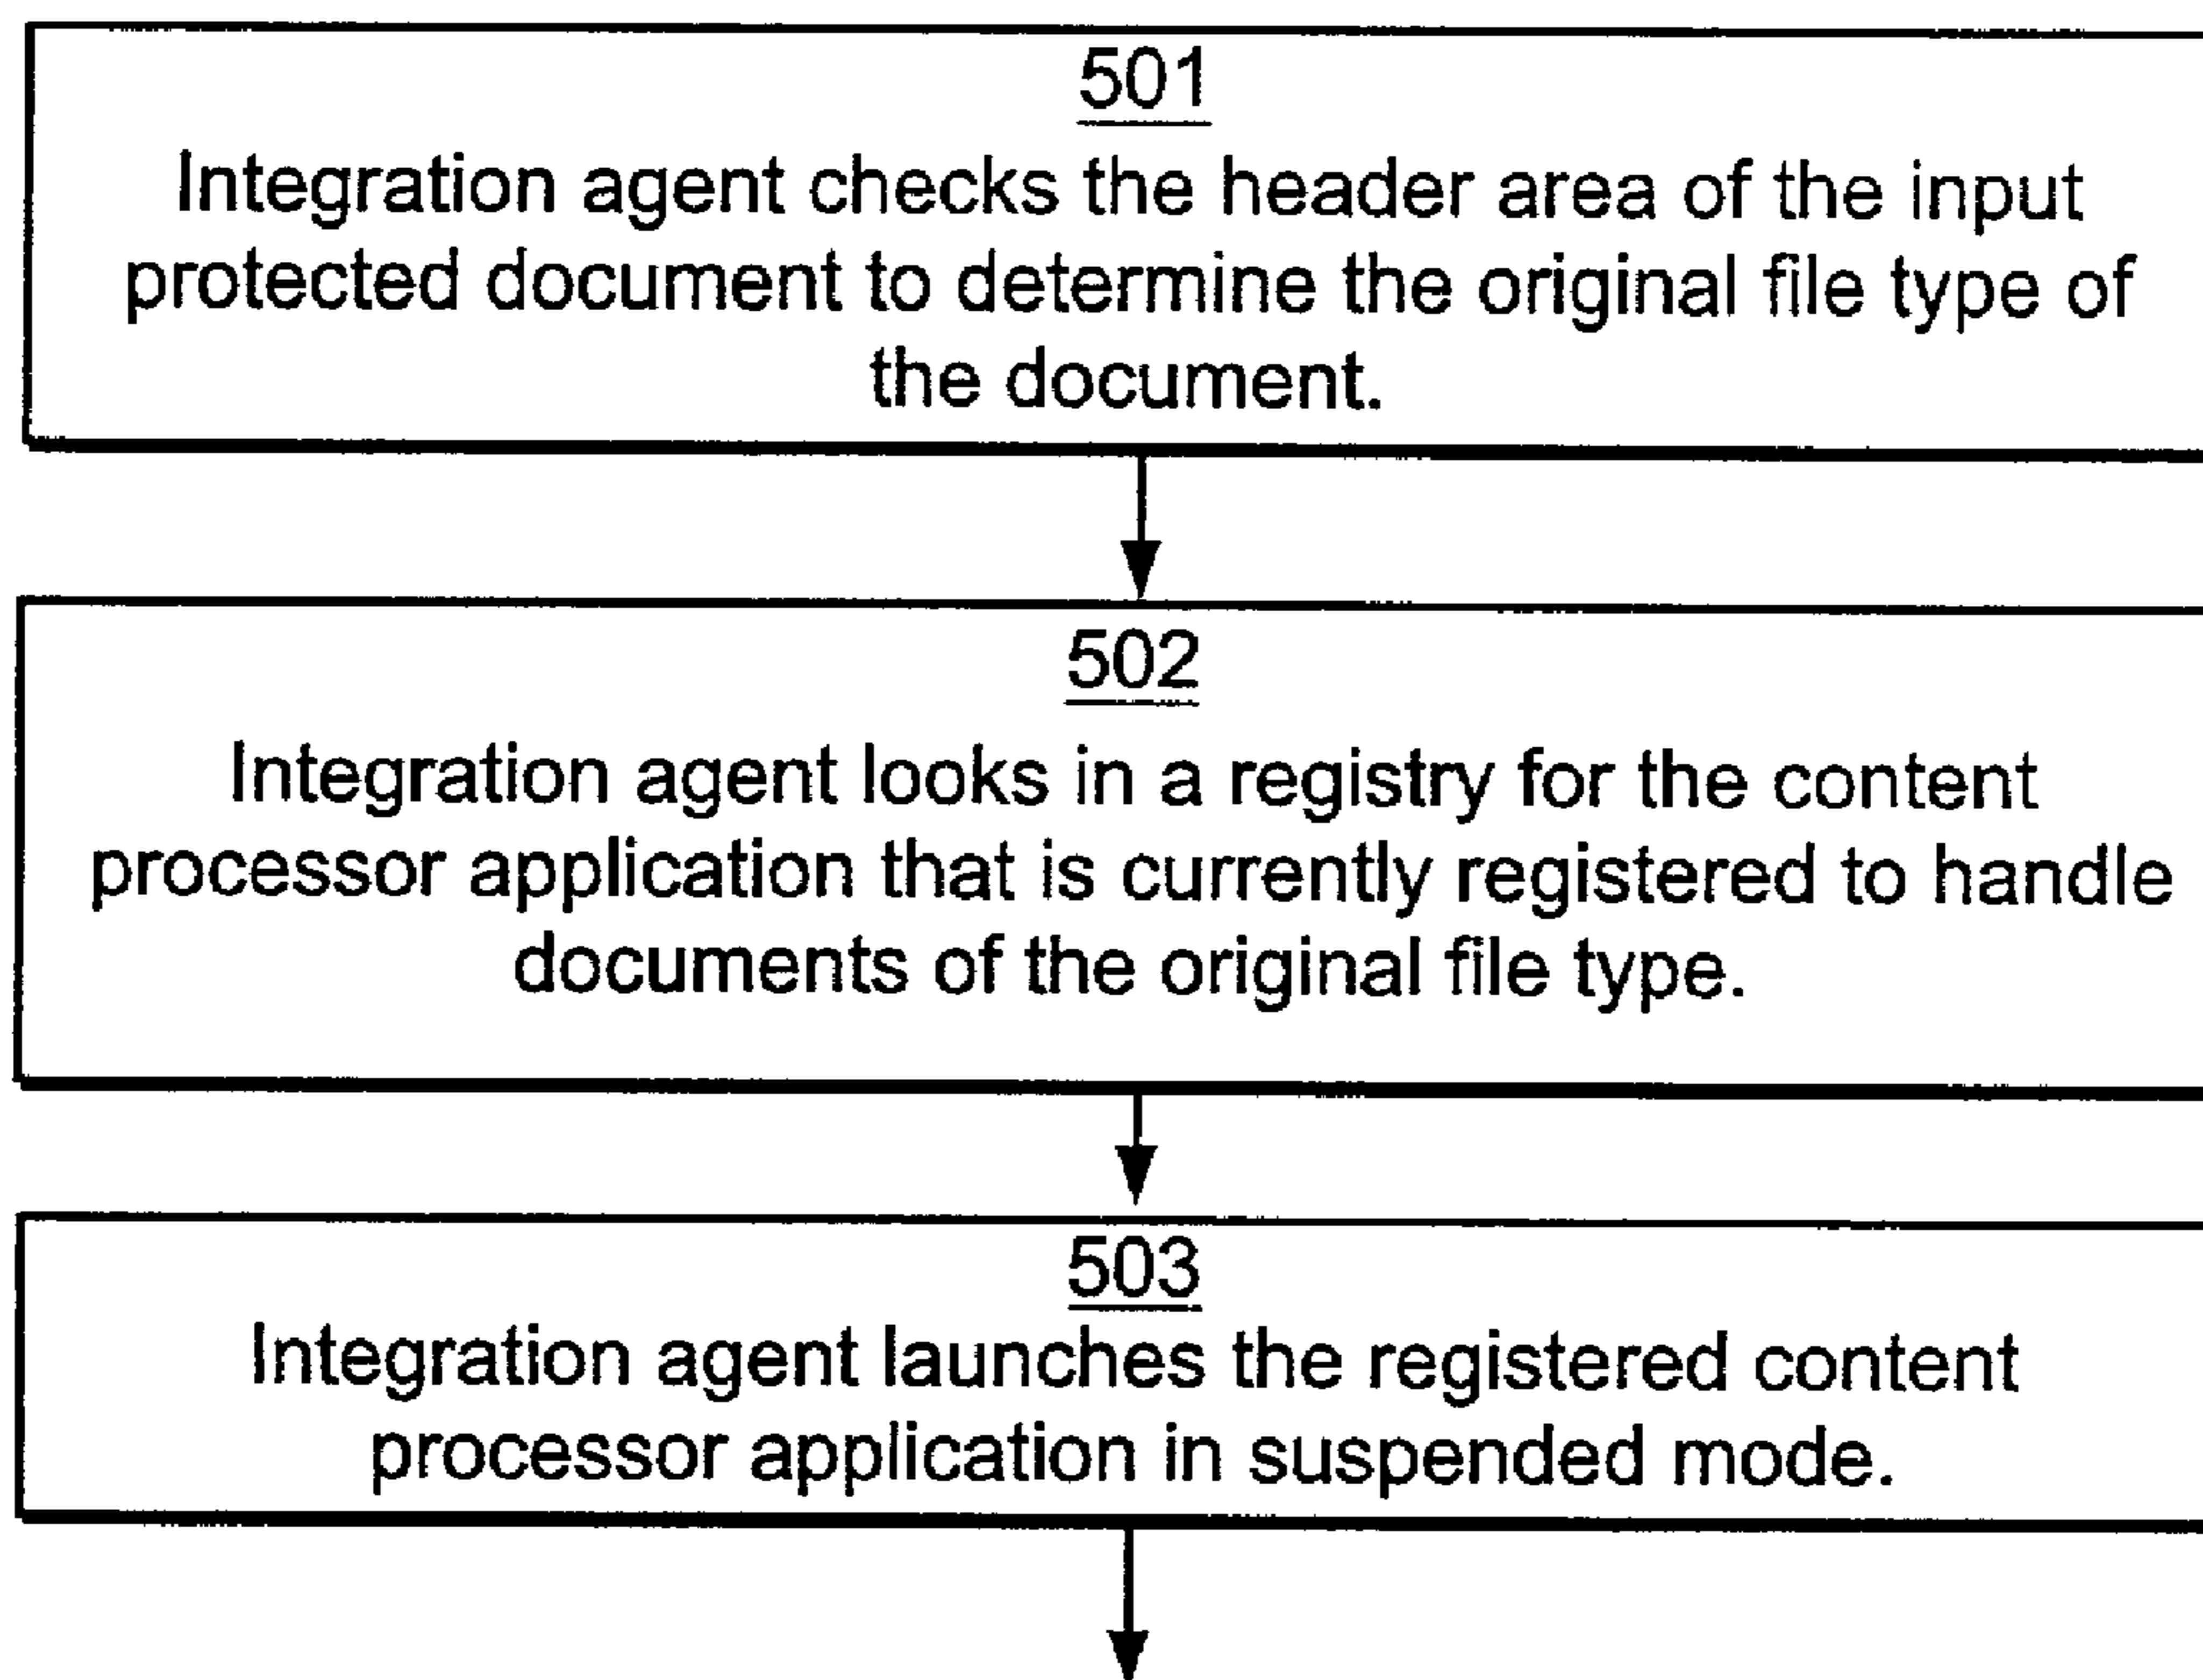 501
Integration agent checks the header area of the input
protected document to determine the original file type of
the document.
502
Integration agent looks in a registry for the content
processor application that is currently registered to handle
documents of the original file type.
503
Integration agent launches the registered content
processor application in suspended mode.